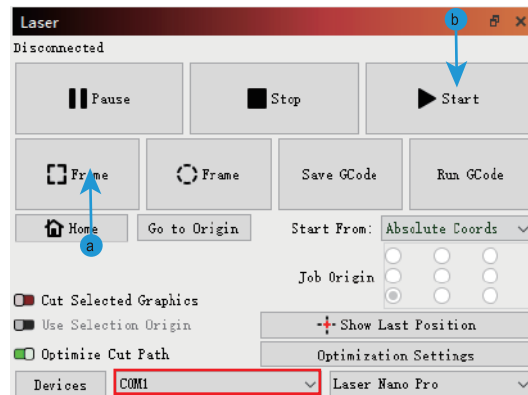 Laser
b
Disconnected
Pause Stop Start
Frame Frame Save GCode Run GCode
Home Go to Origin Start From: Absolute Coords
a
Job Origin
Cut Selected Graphics
Use Selection Origin Show Last Position
Optimize Cut Path Optimization Settings
Devices COM1 Laser Nano Pro